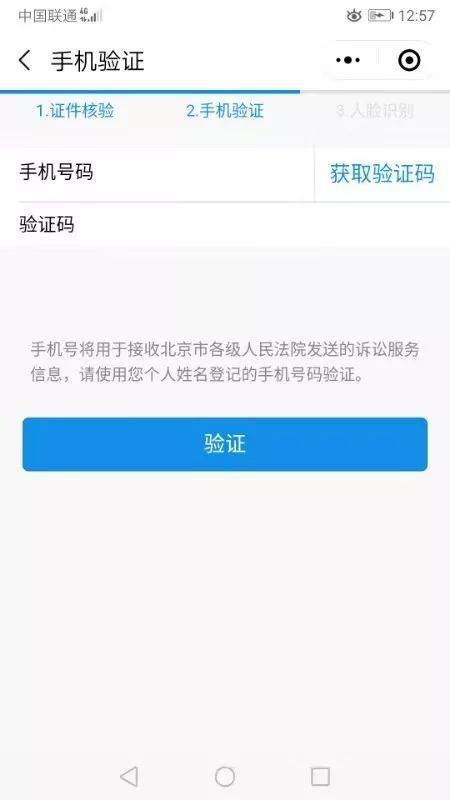 中国联通 4G 12:57
手机验证
1.证件核验 2.手机验证 3.人脸识别
手机号码 获取验证码
验证码
手机号将用于接收北京市各级人民法院发送的诉讼服务
信息，请使用您个人姓名登记的手机号码验证。
验证